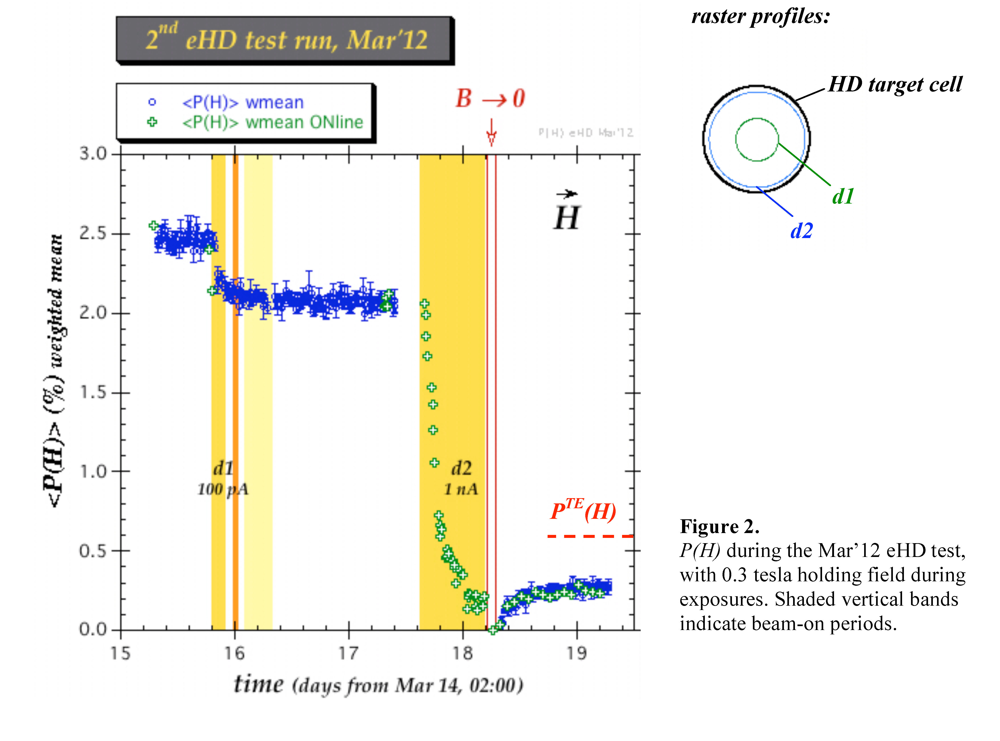 2nd eHD test run, Mar'12
raster profiles:
<P(H)> wmean
<P(H)> wmean ONline
B → 0
P(H) eHD Mar'12
HD target cell
d1
d2
H
3.0
2.5
2.0
1.5
1.0
0.5
0.0
<P(H)> (%) weighted mean
d1
100 pA
d2
1 nA
PTE(H)
15 16 17 18 19
time (days from Mar 14, 02:00)
Figure 2.
P(H) during the Mar’12 eHD test,
with 0.3 tesla holding field during
exposures. Shaded vertical bands
indicate beam-on periods.